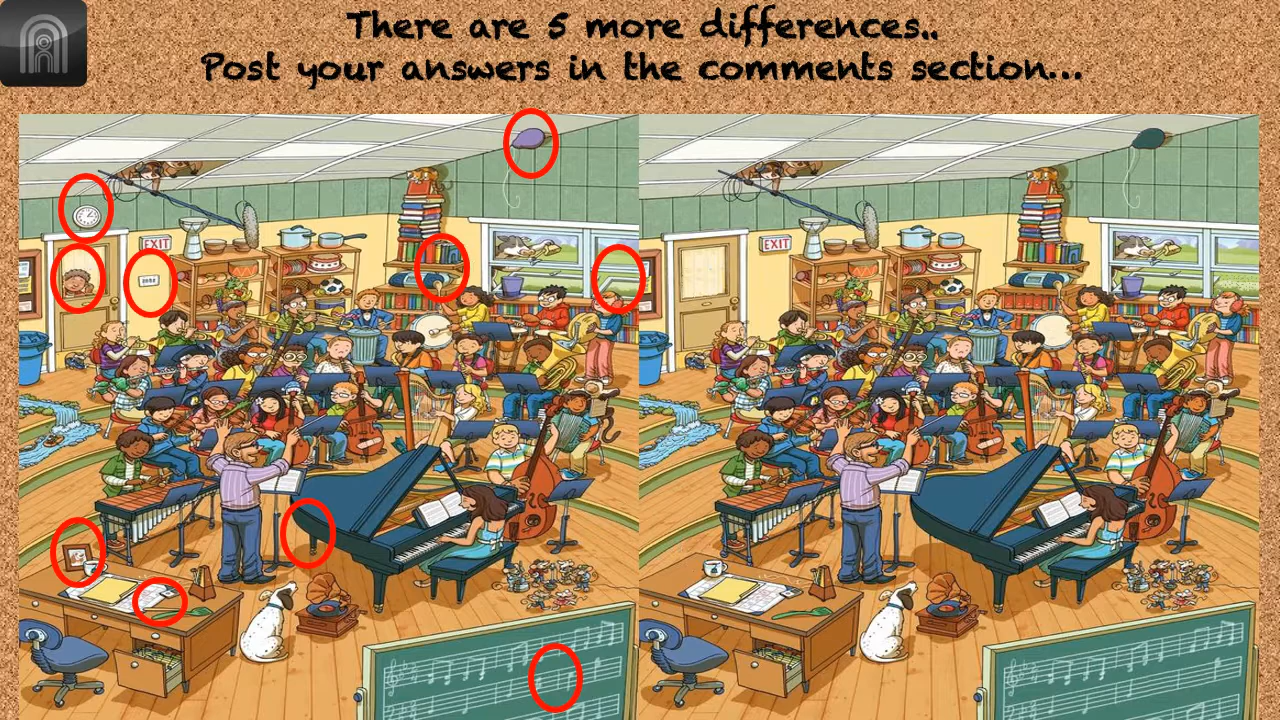 There are 5 more differences..
Post your answers in the comments section...
EXIT
EXIT